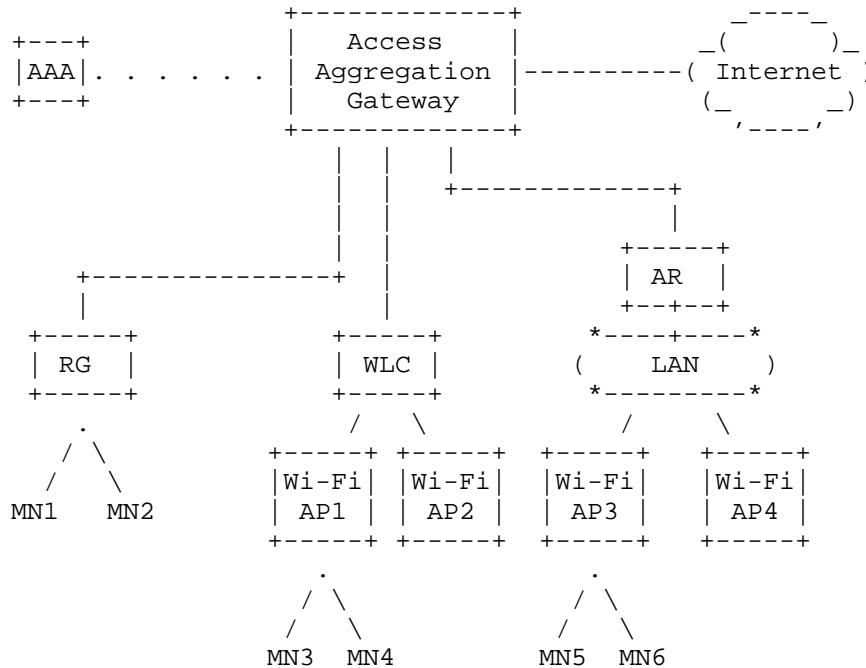 Access
AAA Aggregation Internet
Gateway
AR
RG WLC LAN
Wi-Fi Wi-Fi Wi-Fi Wi-Fi
MN1 MN2 AP1 AP2 AP3 AP4
MN3 MN4 MN5 MN6